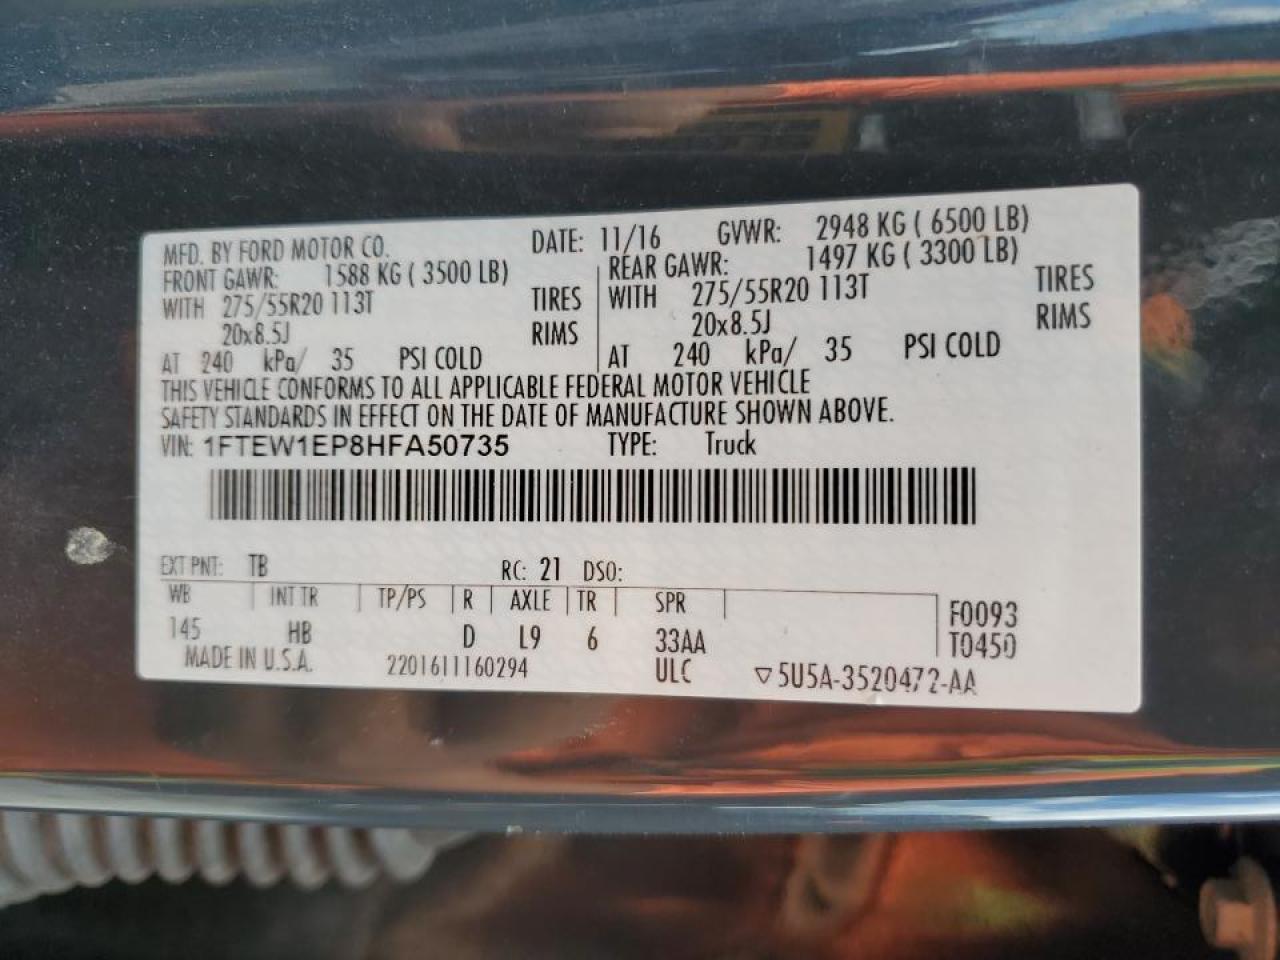 MFD. BY FORD MOTOR CO. DATE: 11/16 GVWR: 2948 KG ( 6500 LB)
FRONT GAWR: 1588 KG ( 3500 LB) REAR GAWR: 1497 KG ( 3300 LB)
WITH 275/55R20 113T TIRES WITH 275/55R20 113T TIRES
20x8.5J RIMS 20x8.5J RIMS
AT 240 kPa/ 35 PSI COLD AT 240 kPa/ 35 PSI COLD
THIS VEHICLE CONFORMS TO ALL APPLICABLE FEDERAL MOTOR VEHICLE
SAFETY STANDARDS IN EFFECT ON THE DATE OF MANUFACTURE SHOWN ABOVE.
VIN: 1FTEW1EP8HFA50735 TYPE: Truck
EXT PNT: TB RC: 21 DSO:
WB INT TR TP/PS R AXLE TR SPR F0093
145 HB D L9 6 33AA T0450
MADE IN U.S.A. 2201611160294 ULC ▽5U5A-3520472-AA